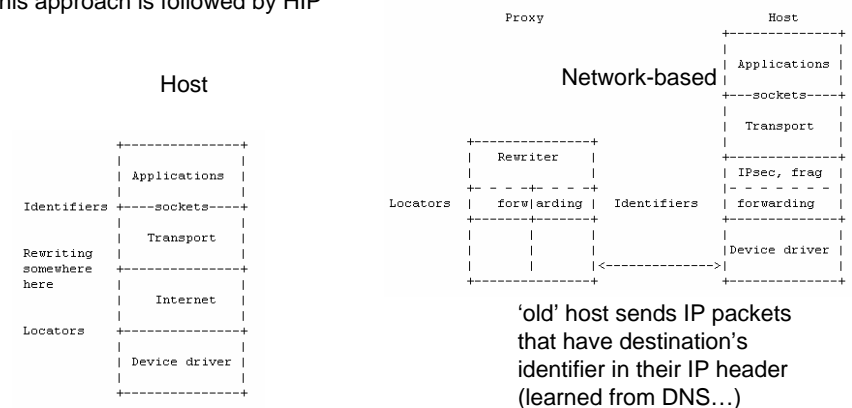 his approach is followed by HIP
Host
Applications
Identifiers
sockets
Transport
Rewriting
somewhere
here
Internet
Locators
Device driver
Proxy
Host
Network-based
Applications
sockets
Transport
Rewriter
IPsec, frag
Locators
forwarding
Identifiers
forwarding
Device driver
'old' host sends IP packets
that have destination's
identifier in their IP header
(learned from DNS…)